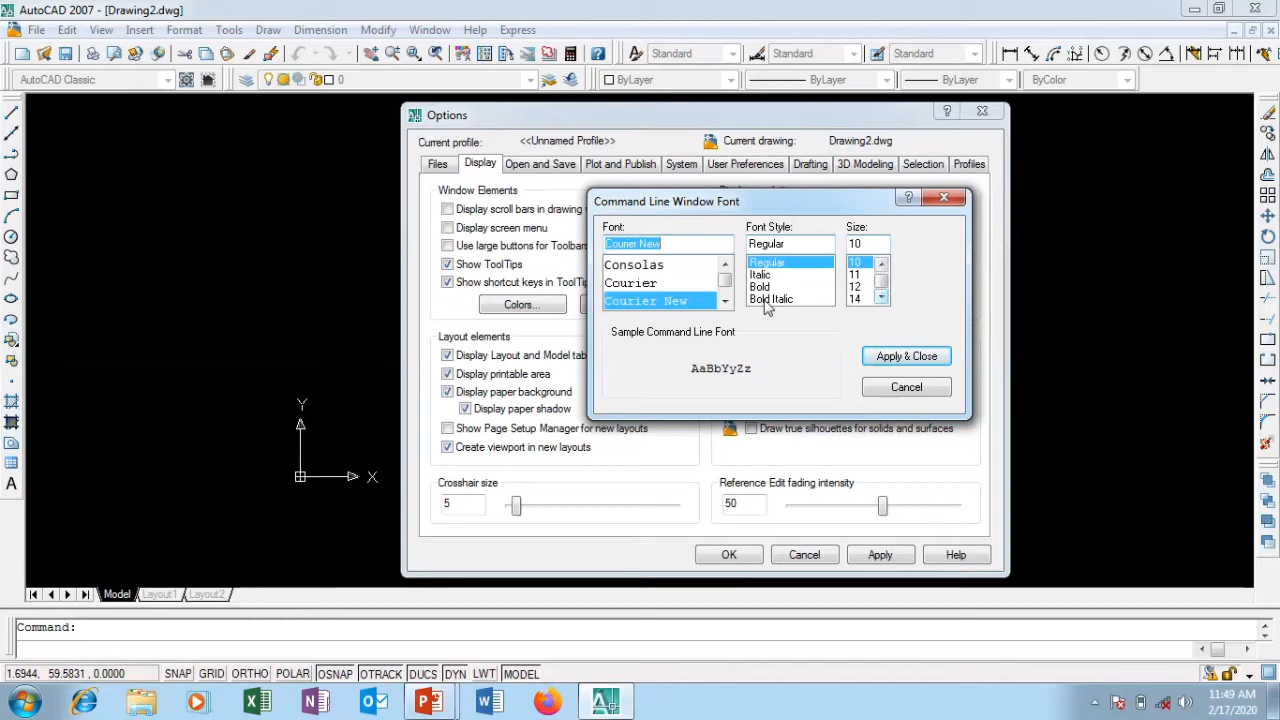 AutoCAD 2007 - [Drawing2.dwg]
File Edit View Insert Format Tools Draw Dimension Modify Window Help Express
Standard Standard Standard
AutoCAD Classic 0 ByLayer ByLayer ByLayer ByColor
Options
Current profile: <<Unnamed Profile>> Current drawing: Drawing2.dwg
Files Display Open and Save Plot and Publish System User Preferences Drafting 3D Modeling Selection Profiles
Window Elements
Display scroll bars in drawing
Display screen menu
Use large buttons for Toolbars
Show ToolTips
Show shortcut keys in ToolTips
Colors...
Layout elements
Display Layout and Model
Display printable area
Display paper background
Display paper shadow
Show Page Setup Manager for new layouts
Create viewport in new layouts
Draw true silhouettes for solids and surfaces
Crosshair size
5
Reference Edit fading intensity
50
OK Cancel Apply Help
Command Line Window Font
Font: Font Style: Size:
Courier New Regular 10
Consolas Regular 10
Courier Italic 11
Courier New Bold 12
Bold Italic 14
Sample Command Line Font
AaBbYyZz
Apply & Close
Cancel
Y
X
A
Model Layout1 Layout2
Command:
1.6944, 59.5831 , 0.0000 SNAP GRID ORTHO POLAR OSNAP OTRACK DUCS DYN LWT MODEL
11:49 AM
2/17/2020